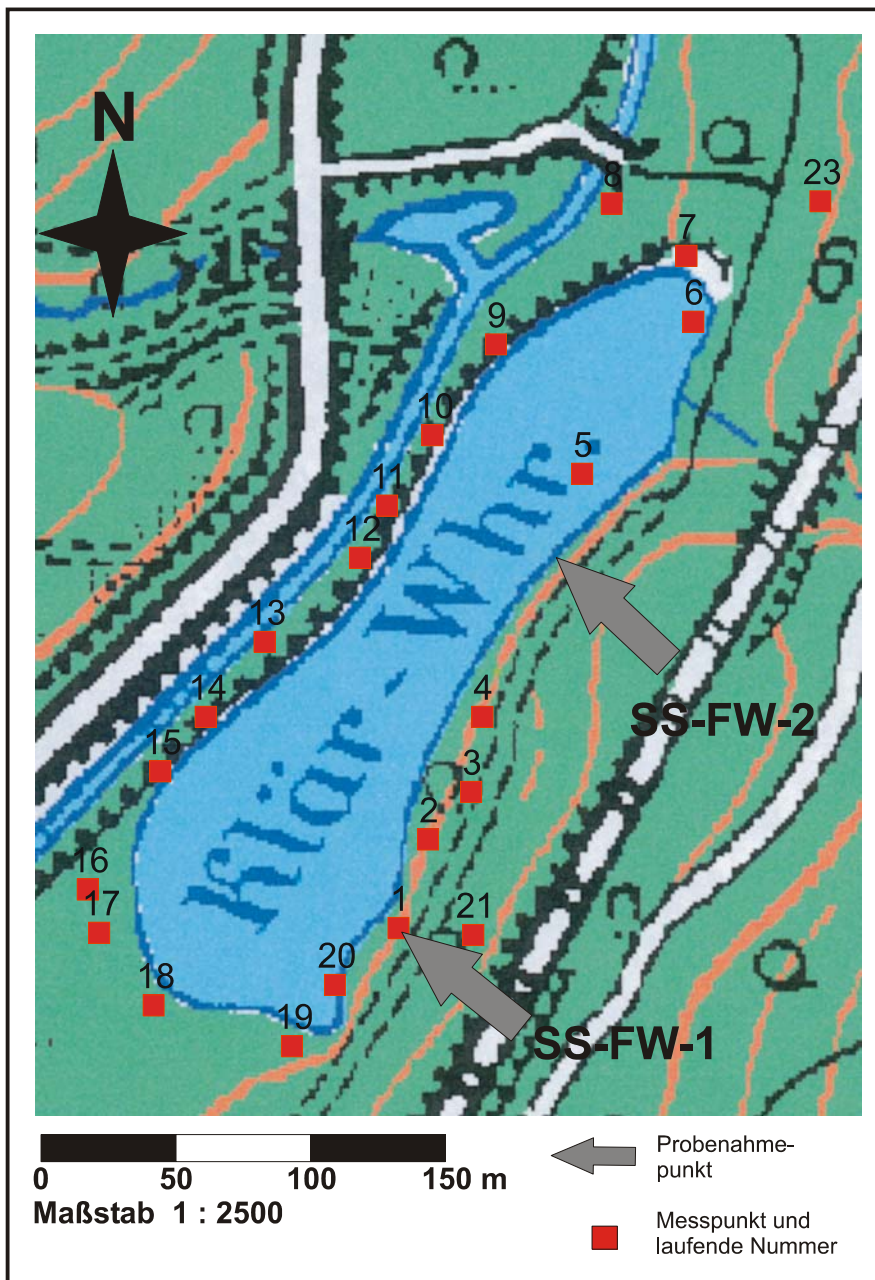 N
8
23
7
6
9
10
5
11
12
13
Klär - Whr.
4
14
SS-FW-2
3
15
2
16
1
21
17
20
18
19
SS-FW-1
0 50 100 150 m
Maßstab 1 : 2500
Probenahme-
punkt
Messpunkt und
laufende Nummer